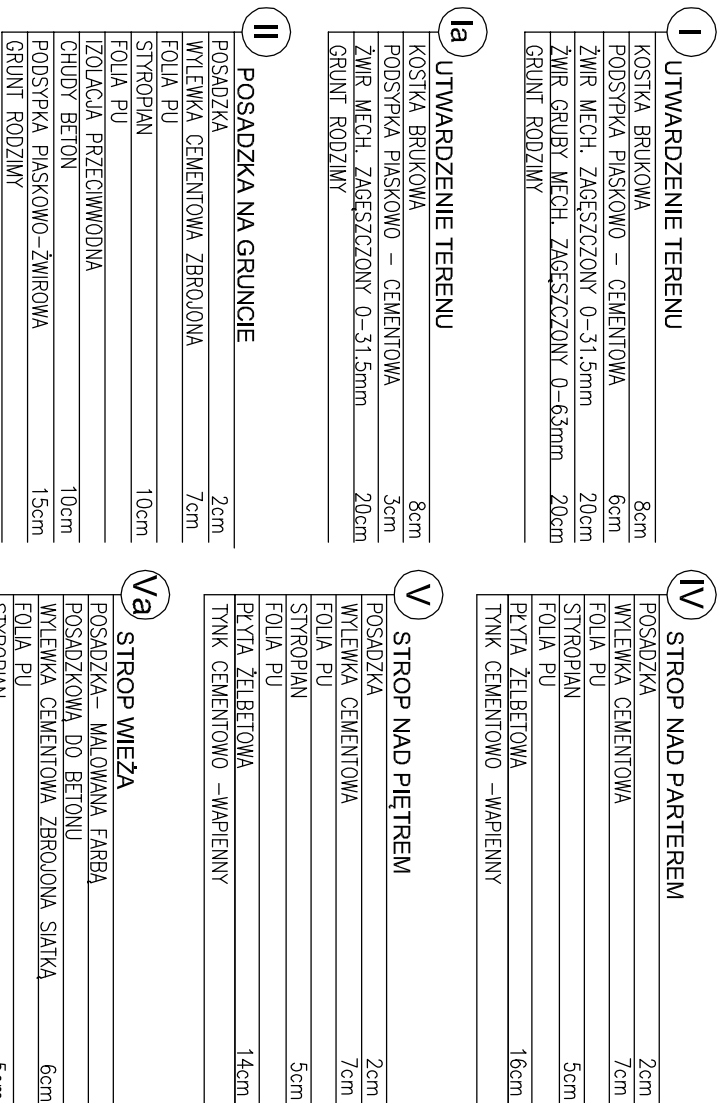 I
UTWARDZENIE TERENU
KOSTKA BRUKOWA 8cm
PODSYPKA PIASKOWO - CEMENTOWA 6cm
ŻWIR MECH. ZAGĘSZCZONY 0-31.5mm 20cm
ŻWIR GRUBY MECH. ZAGĘSZCZONY 0-63mm 20cm
GRUNT RODZIMY
Ia
UTWARDZENIE TERENU
KOSTKA BRUKOWA 8cm
PODSYPKA PIASKOWO - CEMENTOWA 3cm
ŻWIR MECH. ZAGĘSZCZONY 0-31.5mm 20cm
GRUNT RODZIMY
II
POSADZKA NA GRUNCIE
POSADZKA 2cm
WYLEWKA CEMENTOWA ZBROJONA 7cm
FOLIA PU
STYROPIAN 10cm
FOLIA PU
IZOLACJA PRZECIWWODNA
CHUDY BETON 10cm
PODSYPKA PIASKOWO-ŻWIROWA 15cm
GRUNT RODZIMY
IV
STROP NAD PARTEREM
POSADZKA 2cm
WYLEWKA CEMENTOWA 7cm
FOLIA PU
STYROPIAN 5cm
FOLIA PU
PŁYTA ŻELBETOWA 16cm
TYNK CEMENTOWO -WAPIENNY
V
STROP NAD PIĘTREM
POSADZKA 2cm
WYLEWKA CEMENTOWA 7cm
FOLIA PU
STYROPIAN 5cm
FOLIA PU
PŁYTA ŻELBETOWA 14cm
TYNK CEMENTOWO -WAPIENNY
Va
STROP WIEŻA
POSADZKA- MALOWANA FARBĄ
POSADZKOWĄ DO BETONU
WYLEWKA CEMENTOWA ZBROJONA SIATKĄ 6cm
FOLIA PU
STYROPIAN 5cm